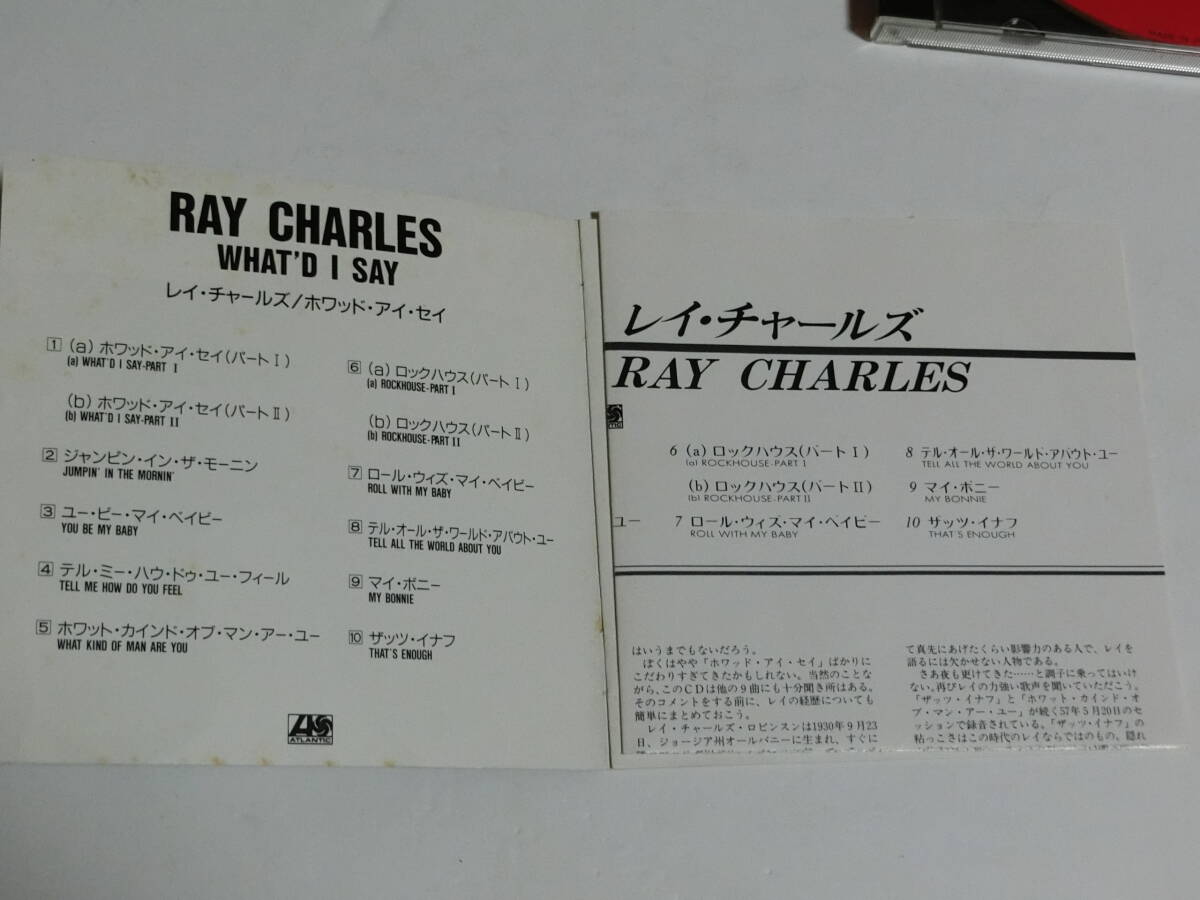 RAY CHARLES
WHAT'D I SAY
レイ・チャールズ/ホワッド・アイ・セイ
1 (a) ホワッド・アイ・セイ(パートⅠ)
(a) WHAT'D I SAY-PART I
(b) ホワッド・アイ・セイ(パートⅡ)
(b) WHAT'D I SAY-PART II
2 ジャンピン・イン・ザ・モーニン
JUMPIN' IN THE MORNIN'
3 ユー・ビー・マイ・ベイビー
YOU BE MY BABY
4 テル・ミー・ハウ・ドゥ・ユー・フィール
TELL ME HOW DO YOU FEEL
5 ホワット・カインド・オブ・マン・アー・ユー
WHAT KIND OF MAN ARE YOU
6 (a) ロックハウス(パートⅠ)
(a) ROCKHOUSE-PART I
(b) ロックハウス(パートⅡ)
(b) ROCKHOUSE-PART II
7 ロール・ウィズ・マイ・ベイビー
ROLL WITH MY BABY
8 テル・オール・ザ・ワールド・アバウト・ユー
TELL ALL THE WORLD ABOUT YOU
9 マイ・ボニー
MY BONNIE
10 ザッツ・イナフ
THAT'S ENOUGH
ATLANTIC
レイ・チャールズ
RAY CHARLES
6 (a) ロックハウス(パートⅠ)
(a) ROCKHOUSE-PART I
(b) ロックハウス(パートⅡ)
(b) ROCKHOUSE-PART II
ユー
7 ロール・ウィズ・マイ・ベイビー
ROLL WITH MY BABY
8 テル・オール・ザ・ワールド・アバウト・ユー
TELL ALL THE WORLD ABOUT YOU
9 マイ・ボニー
MY BONNIE
10 ザッツ・イナフ
THAT'S ENOUGH
はいうまでもないだろう。
ぼくはやや「ホワッド・アイ・セイ」ばかりに
こだわりすぎてきたかもしれない。当然のことな
がら、このCDは他の9曲にも十分聞き所はある。
そのコメントをする前に、レイの経歴についても
簡単にまとめておこう。
レイ・チャールズ・ロビンスンは1930年9月23
日、ジョージア州オールバニーに生まれ、すぐに
て真先にあげたくらい影響力のある人で、レイを
語るには欠かせない人物である。
さあ夜も更けてきた……と調子に乗ってはいけ
ない。再びレイの力強い歌声を聞いていただこう。
「ザッツ・イナフ」と「ホワット・カインド・オ
ブ・マン・アー・ユー」が続く57年5月20日のセ
ッションで録音されている。「ザッツ・イナフ」の
粘っこさはこの時代のレイならではのもの、隠れ